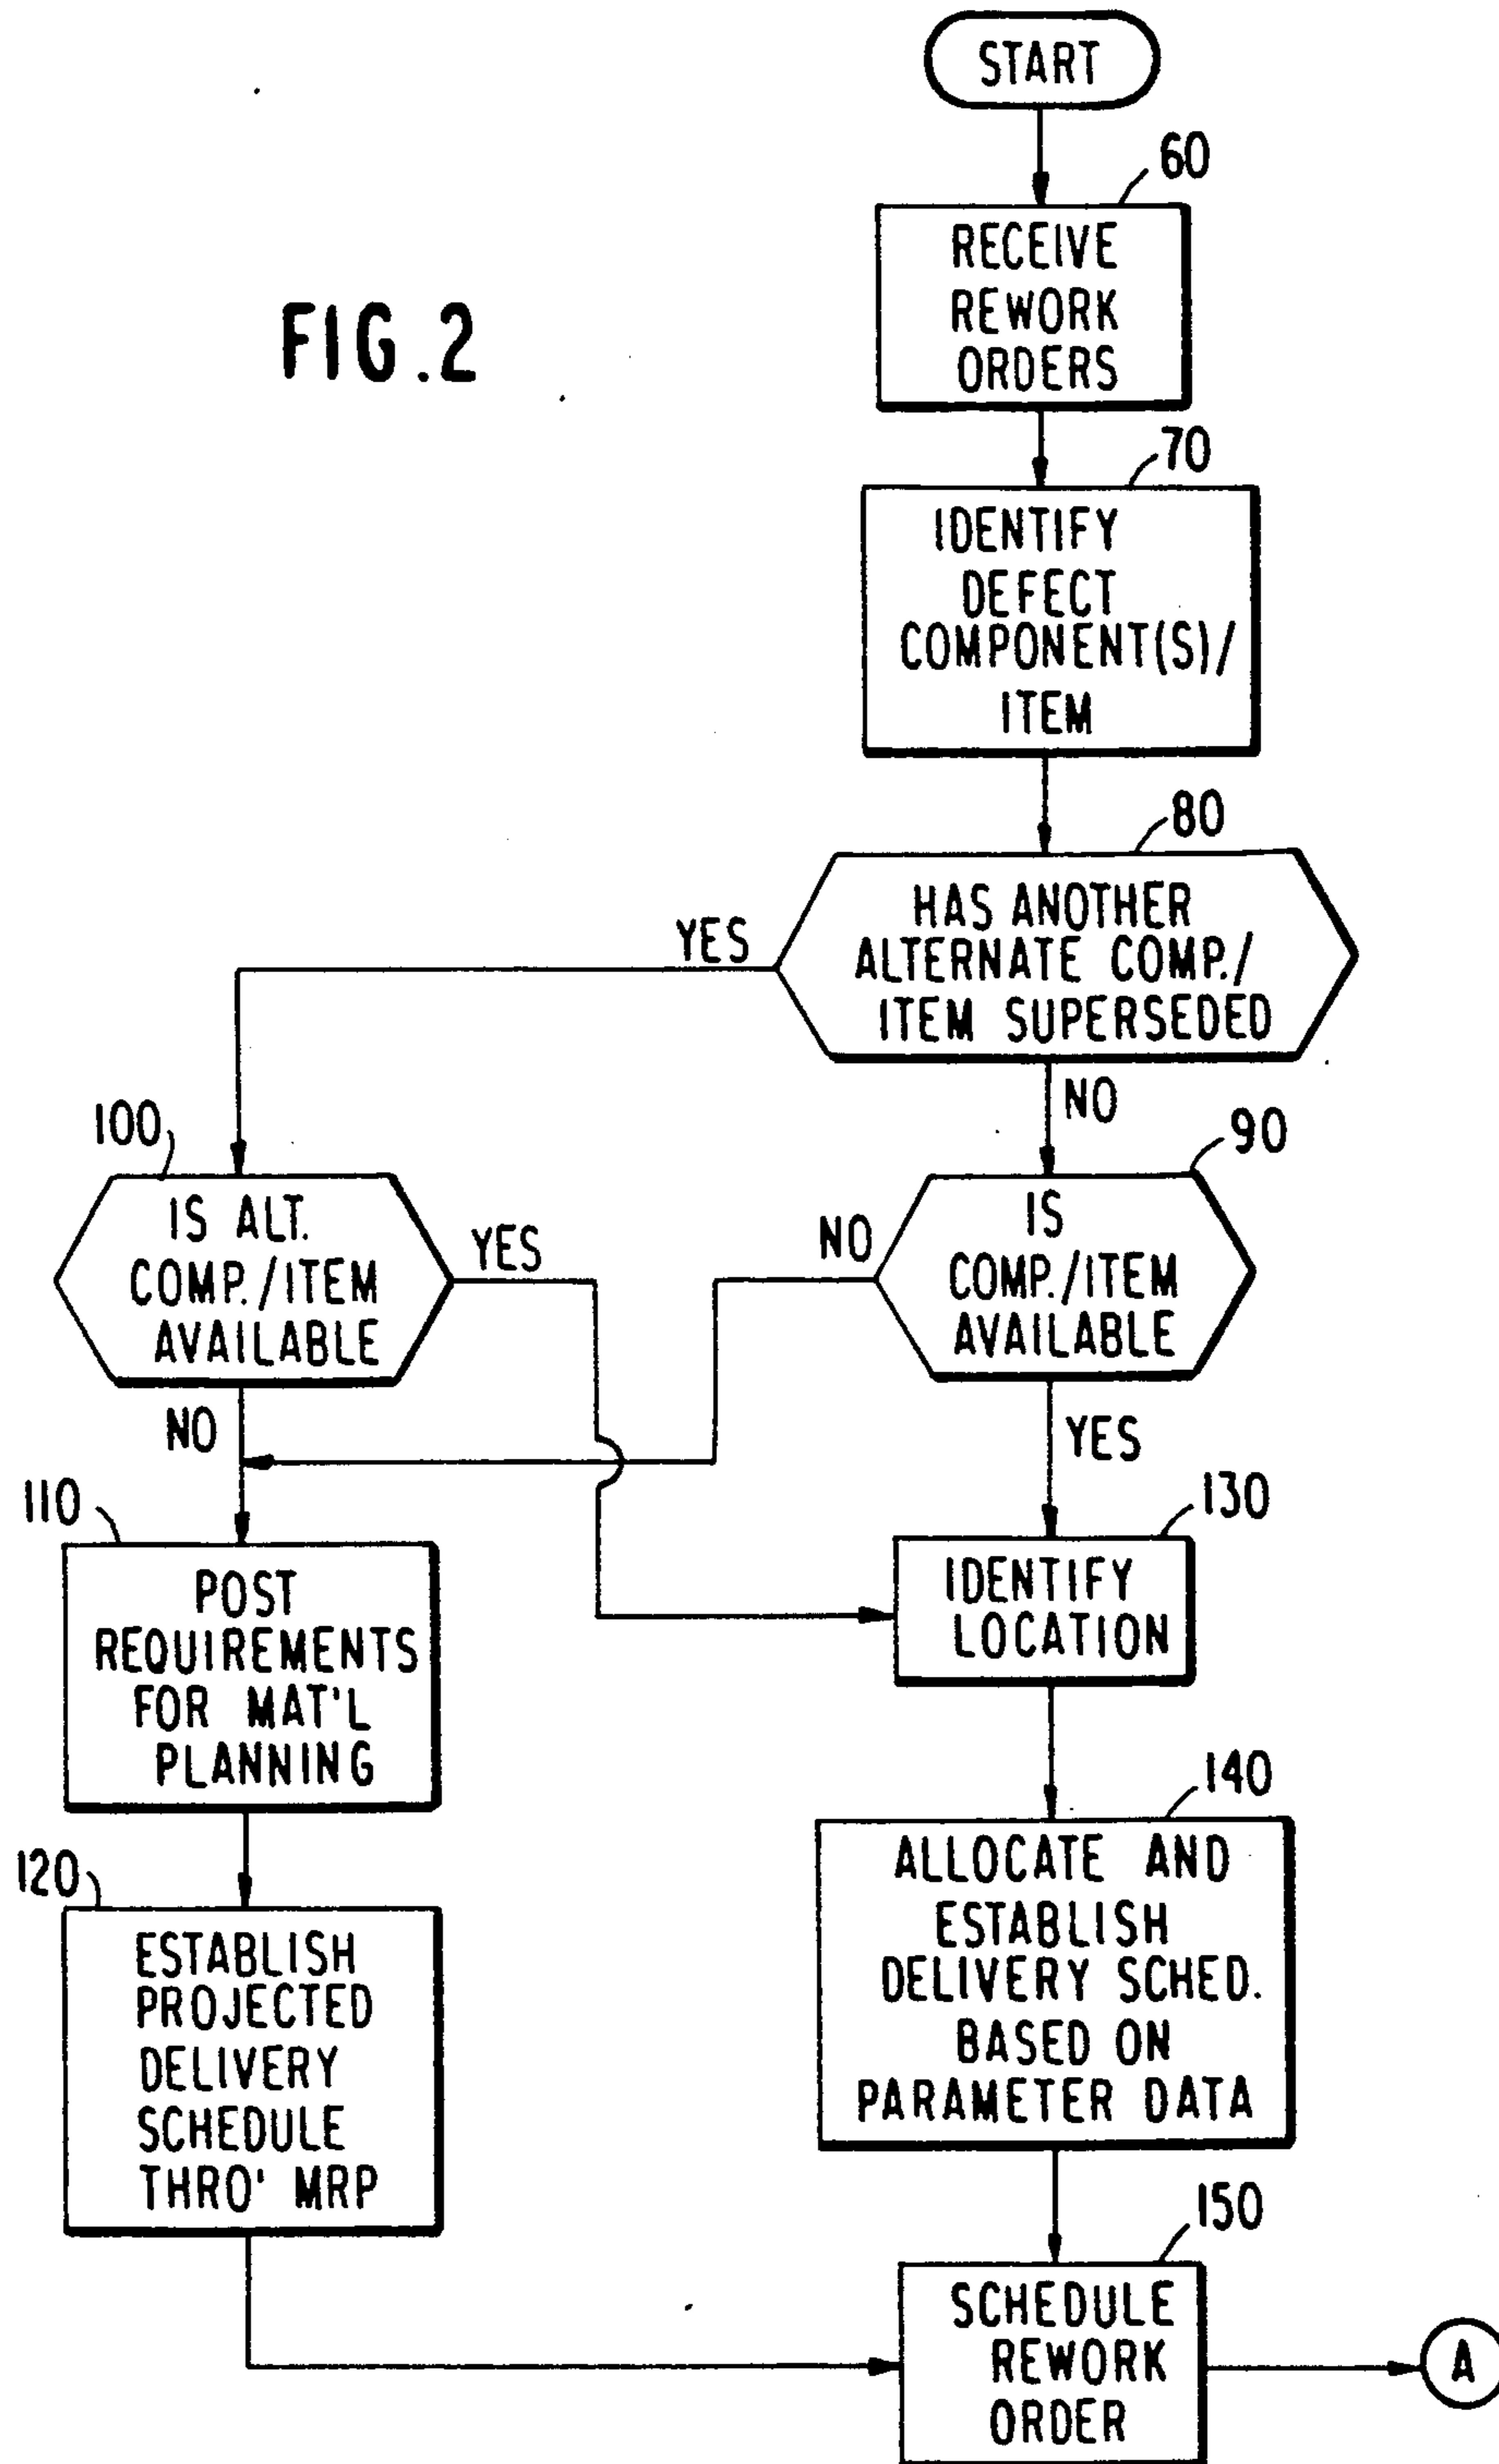 START
60
RECEIVE
REWORK
ORDERS
FIG.2
70
IDENTIFY
DEFECT
COMPONENT(S)/
ITEM
80
HAS ANOTHER
ALTERNATE COMP./
ITEM SUPERSEDED
YES
NO
100
IS ALT.
COMP./ITEM
AVAILABLE
YES
NO
90
IS
COMP./ITEM
AVAILABLE
NO
YES
110
POST
REQUIREMENTS
FOR MAT'L
PLANNING
130
IDENTIFY
LOCATION
120
ESTABLISH
PROJECTED
DELIVERY
SCHEDULE
THRO' MRP
140
ALLOCATE AND
ESTABLISH
DELIVERY SCHED.
BASED ON
PARAMETER DATA
150
SCHEDULE
REWORK
ORDER
A